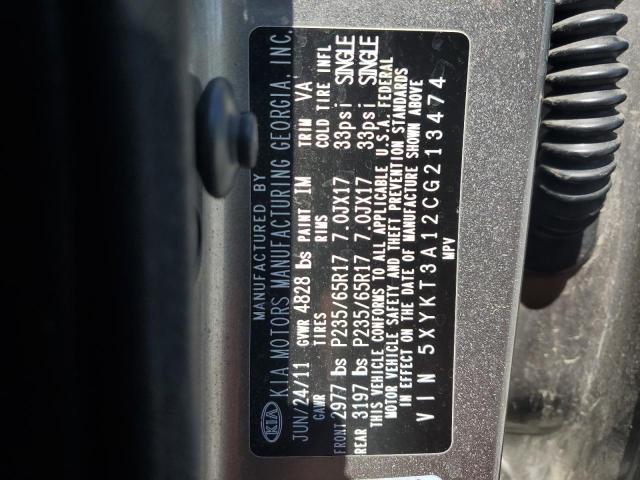 MANUFACTURED BY
KIA KIA MOTORS MANUFACTURING GEORGIA, INC.
JUN/24/11 GVWR 4828 lbs PAINT IM TRIM VA
GAWR TIRES RIMS COLD TIRE INFL
FRONT 2977 lbs P235/65R17 7.0JX17 33psi SINGLE
REAR 3197 lbs P235/65R17 7.0JX17 33psi SINGLE
THIS VEHICLE CONFORMS TO ALL APPLICABLE U.S.A. FEDERAL
MOTOR VEHICLE SAFETY AND THEFT PREVENTION STANDARDS
IN EFFECT ON THE DATE OF MANUFACTURE SHOWN ABOVE
VIN 5XYKT3A12CG213474
MPV